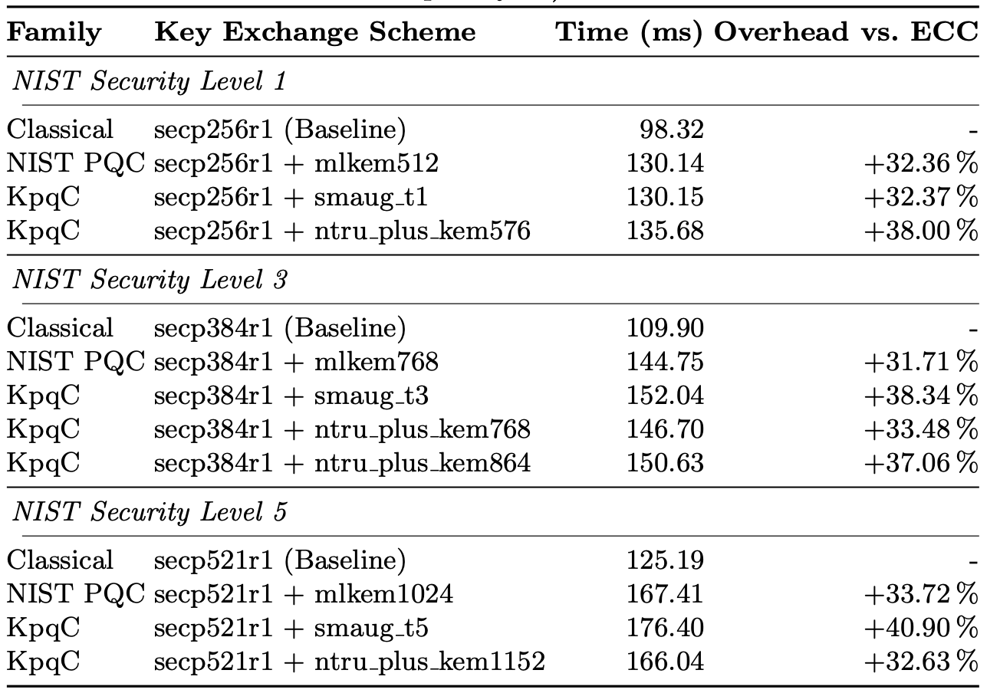 Family Key Exchange Scheme Time (ms) Overhead vs. ECC
NIST Security Level 1
Classical secp256r1 (Baseline) 98.32 -
NIST PQC secp256r1 + mlkem512 130.14 +32.36 %
KpqC secp256r1 + smaug_t1 130.15 +32.37 %
KpqC secp256r1 + ntru_plus_kem576 135.68 +38.00 %
NIST Security Level 3
Classical secp384r1 (Baseline) 109.90 -
NIST PQC secp384r1 + mlkem768 144.75 +31.71 %
KpqC secp384r1 + smaug_t3 152.04 +38.34 %
KpqC secp384r1 + ntru_plus_kem768 146.70 +33.48 %
KpqC secp384r1 + ntru_plus_kem864 150.63 +37.06 %
NIST Security Level 5
Classical secp521r1 (Baseline) 125.19 -
NIST PQC secp521r1 + mlkem1024 167.41 +33.72 %
KpqC secp521r1 + smaug_t5 176.40 +40.90 %
KpqC secp521r1 + ntru_plus_kem1152 166.04 +32.63 %